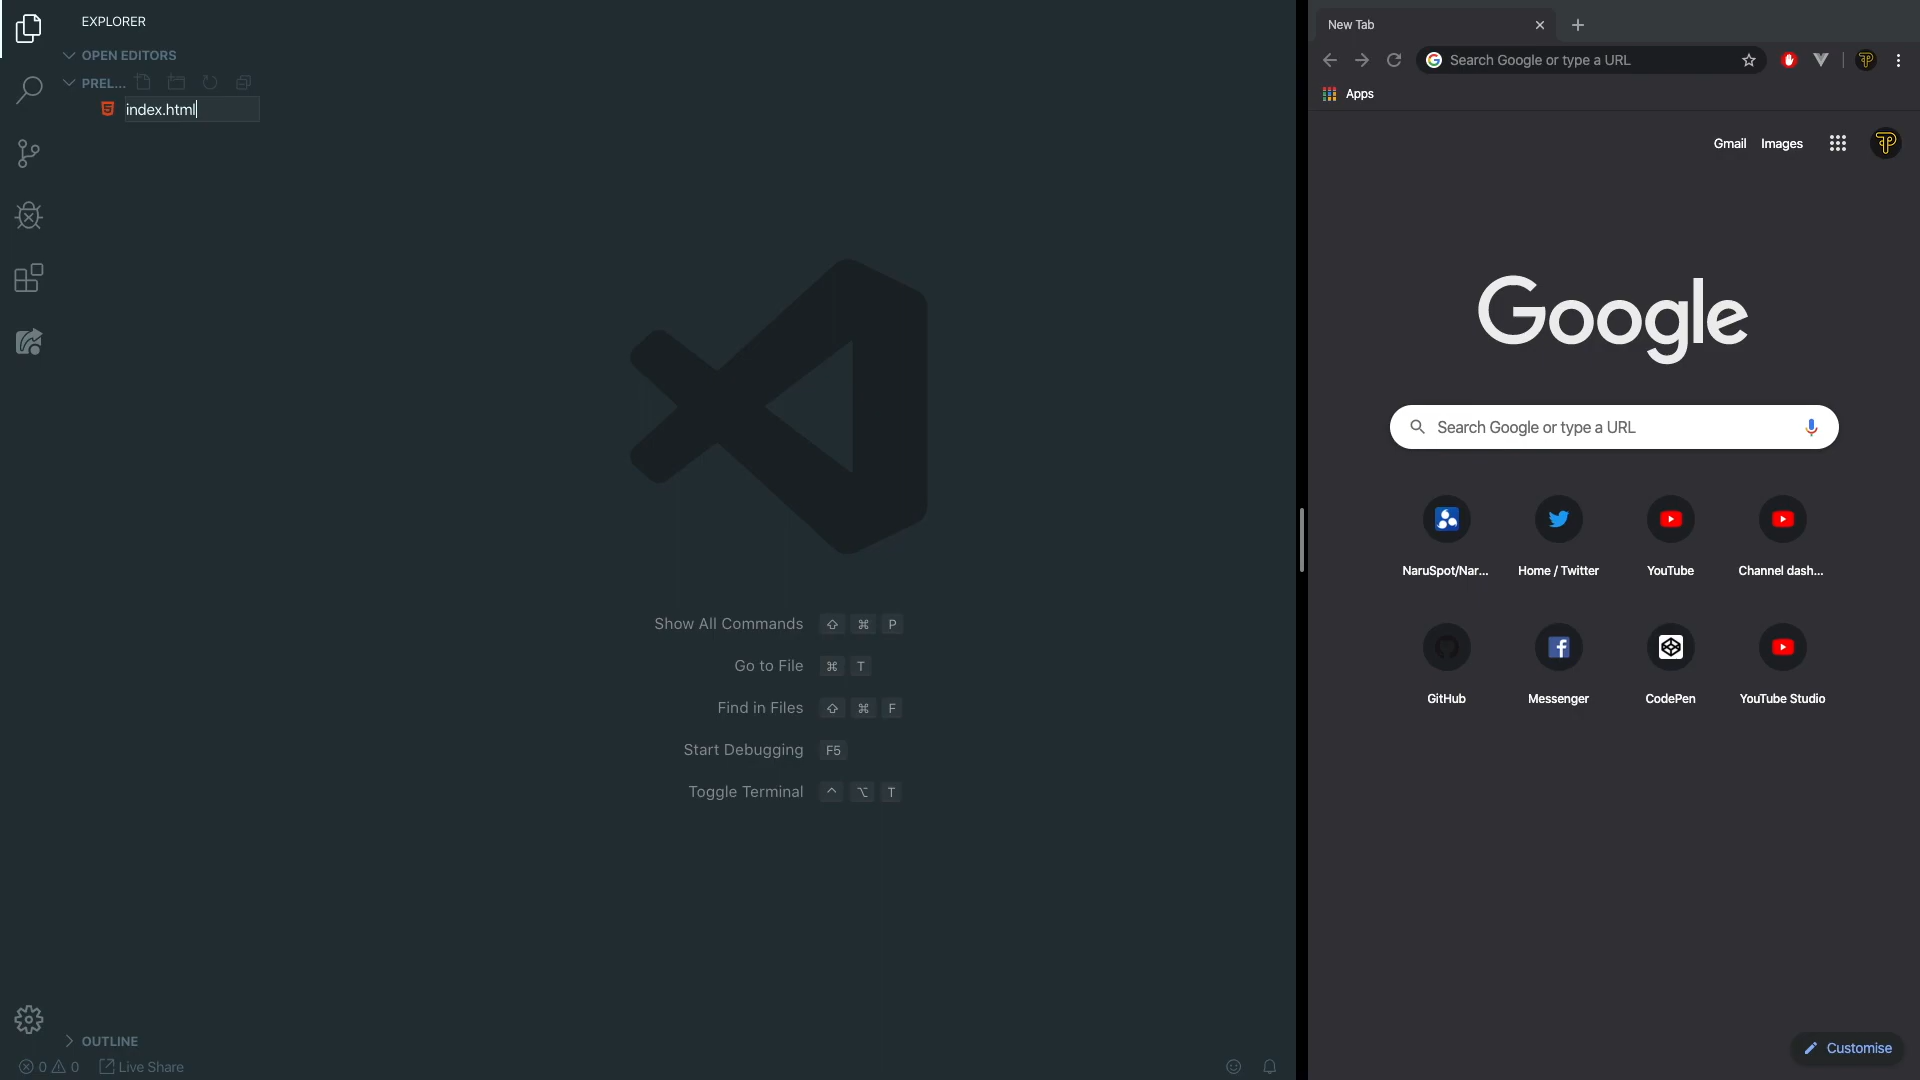 EXPLORER
OPEN EDITORS
PREL...
index.html
Show All Commands ⇧ ⌘ P
Go to File ⌘ T
Find in Files ⇧ ⌘ F
Start Debugging F5
Toggle Terminal ^ ⌥ T
OUTLINE
0 0 Live Share
New Tab
Search Google or type a URL
Apps
Gmail Images
Google
Search Google or type a URL
NaruSpot/Nar... Home / Twitter YouTube Channel dash...
GitHub Messenger CodePen YouTube Studio
Customise